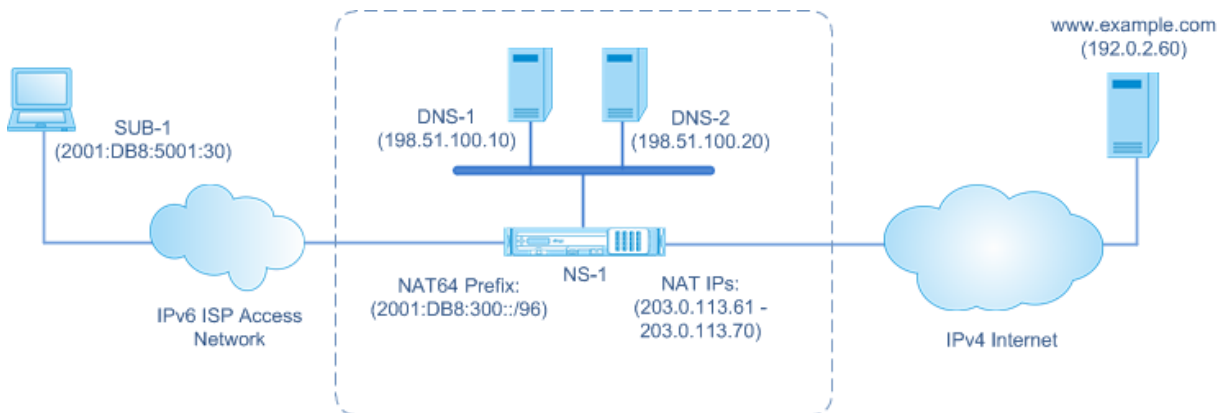 www.example.com
(192.0.2.60)
DNS-1
(198.51.100.10)
DNS-2
(198.51.100.20)
SUB-1
(2001:DB8:5001:30)
NS-1
NAT64 Prefix:
(2001:DB8:300::/96)
NAT IPs:
(203.0.113.61 -
203.0.113.70)
IPv6 ISP Access
Network
IPv4 Internet